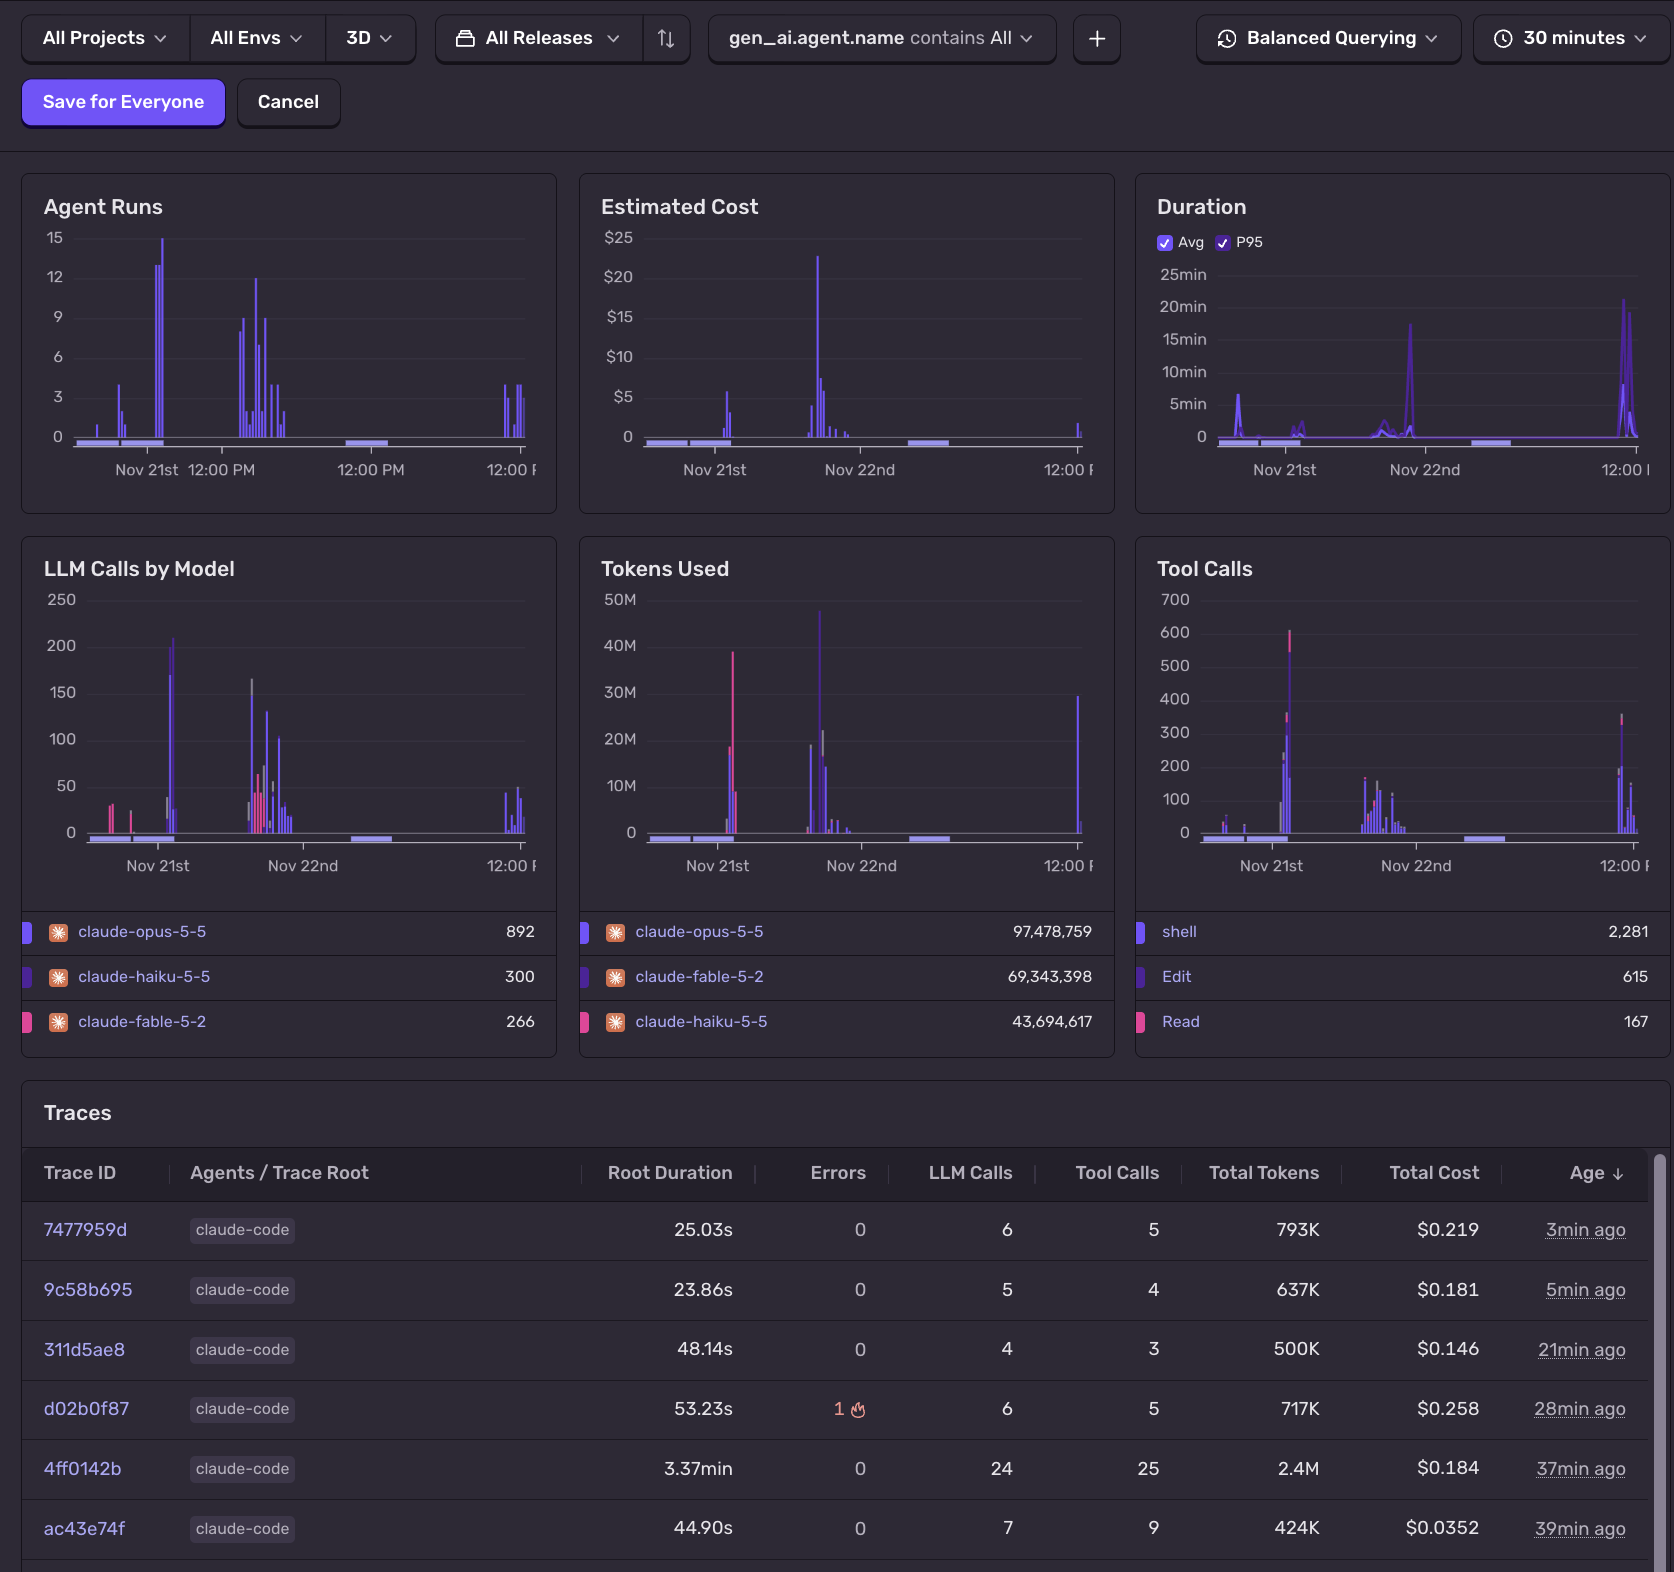 All Projects
All Envs
3D
All Releases
gen_ai.agent.name contains All
+
Balanced Querying
30 minutes
Save for Everyone
Cancel
Agent Runs
15
12
9
6
3
0
Nov 21st
12:00 PM
12:00 PM
12:00 P
Estimated Cost
$25
$20
$15
$10
$5
0
Nov 21st
Nov 22nd
12:00 P
Duration
Avg
P95
25min
20min
15min
10min
5min
0
Nov 21st
Nov 22nd
12:00
LLM Calls by Model
250
200
150
100
50
0
Nov 21st
Nov 22nd
12:00 P
claude-opus-5-5 892
claude-haiku-5-5 300
claude-fable-5-2 266
Tokens Used
50M
40M
30M
20M
10M
0
Nov 21st
Nov 22nd
12:00 P
claude-opus-5-5 97,478,759
claude-fable-5-2 69,343,398
claude-haiku-5-5 43,694,617
Tool Calls
700
600
500
400
300
200
100
0
Nov 21st
Nov 22nd
12:00 P
shell 2,281
Edit 615
Read 167
Traces
Trace ID Agents / Trace Root Root Duration Errors LLM Calls Tool Calls Total Tokens Total Cost Age ↓
7477959d claude-code 25.03s 0 6 5 793K $0.219 3min ago
9c58b695 claude-code 23.86s 0 5 4 637K $0.181 5min ago
311d5ae8 claude-code 48.14s 0 4 3 500K $0.146 21min ago
d02b0f87 claude-code 53.23s 1 6 5 717K $0.258 28min ago
4ff0142b claude-code 3.37min 0 24 25 2.4M $0.184 37min ago
ac43e74f claude-code 44.90s 0 7 9 424K $0.0352 39min ago